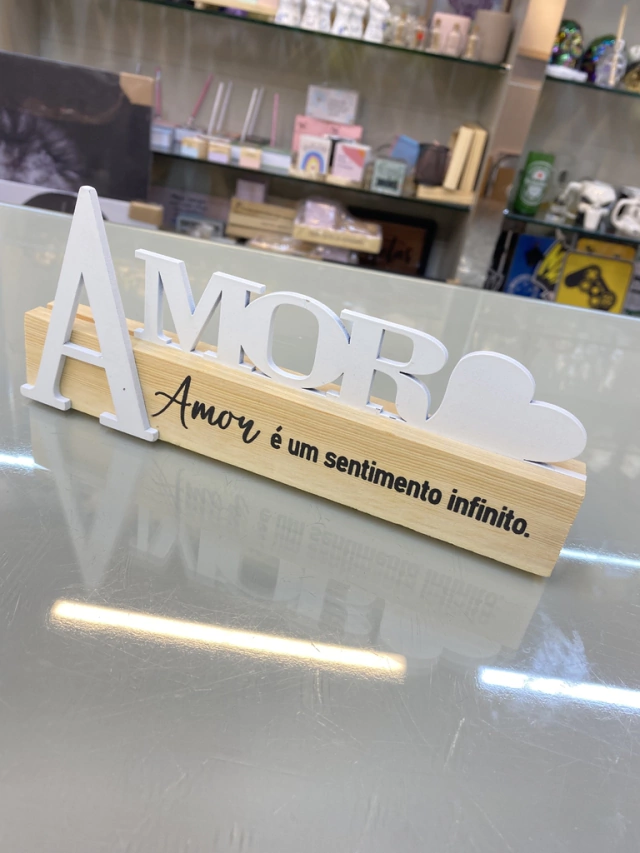 AMOR
Amor é um sentimento infinito.